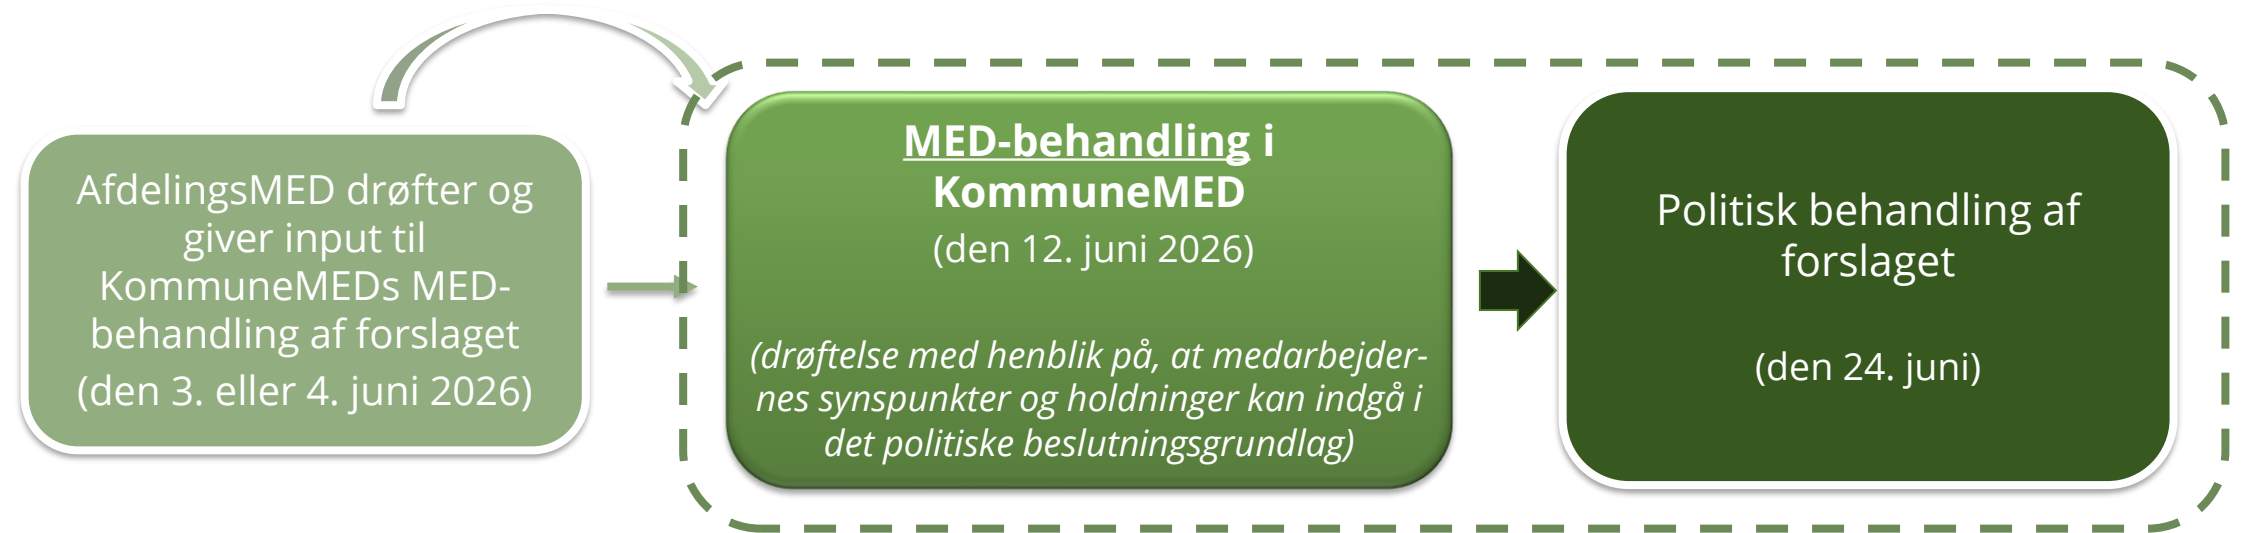 AfdelingsMED drøfter og
giver input til
KommuneMEDs MED-
behandling af forslaget
(den 3. eller 4. juni 2026)
MED-behandling i
KommuneMED
(den 12. juni 2026)
(drøftelse med henblik på, at medarbejder-
nes synspunkter og holdninger kan indgå i
det politiske beslutningsgrundlag)
Politisk behandling af
forslaget
(den 24. juni)